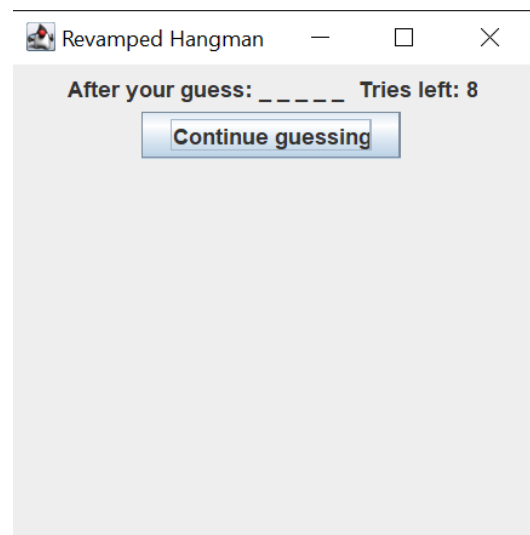 Revamped Hangman
After your guess: _ _ _ _ _ Tries left: 8
Continue guessing